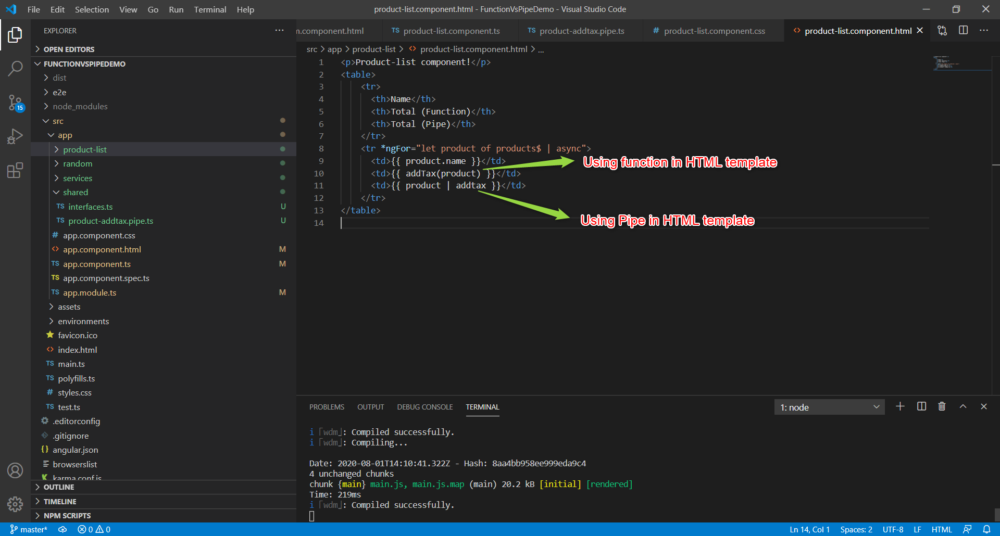 File Edit Selection View Go Run Terminal Help
product-list.component.html - FunctionVsPipeDemo - Visual Studio Code
EXPLORER
OPEN EDITORS
FUNCTIONVSPIPEDEMO
dist
e2e
node_modules
src
app
product-list
random
services
shared
TS interfaces.ts U
TS product-addtax.pipe.ts U
# app.component.css
<> app.component.html M
TS app.component.ts M
TS app.component.spec.ts
TS app.module.ts M
assets
environments
favicon.ico
<> index.html
TS main.ts
TS polyfills.ts
# styles.css
TS test.ts
.editorconfig
.gitignore
{} angular.json
browserslist
karma.conf.js
OUTLINE
TIMELINE
NPM SCRIPTS
15
n.component.html TS product-list.component.ts TS product-addtax.pipe.ts # product-list.component.css <> product-list.component.html
src > app > product-list > <> product-list.component.html > ...
1 <p>Product-list component!</p>
2 <table>
3 <tr>
4 <th>Name</th>
5 <th>Total (Function)</th>
6 <th>Total (Pipe)</th>
7 </tr>
8 <tr *ngFor="let product of products$ | async">
9 <td>{{ product.name }}</td>
10 <td>{{ addTax(product) }}</td>
11 <td>{{ product | addtax }}</td>
12 </tr>
13 </table>
14
Using function in HTML template
Using Pipe in HTML template
PROBLEMS OUTPUT DEBUG CONSOLE TERMINAL
1: node
i ｢wdm｣: Compiled successfully.
i ｢wdm｣: Compiling...
Date: 2020-08-01T14:10:41.322Z - Hash: 8aa4bb958ee999eda9c4
4 unchanged chunks
chunk {main} main.js, main.js.map (main) 20.2 kB [initial] [rendered]
Time: 219ms
i ｢wdm｣: Compiled successfully.
master* 0 0
Ln 14, Col 1 Spaces: 2 UTF-8 LF HTML